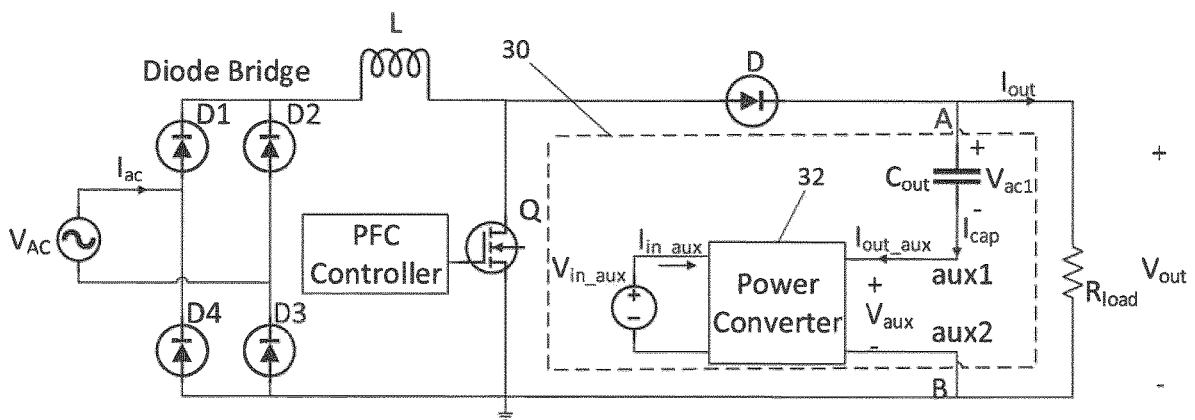 L
30
D
Diode Bridge
I_out
D1
D2
A
+
I_ac
32
C_out
V_ac1
+
-
Q
V_AC
PFC
Controller
I_in_aux
I_out_aux
I_cap
V_in_aux
+
-
Power
Converter
+
V_aux
-
aux1
aux2
R_load
V_out
D4
D3
B
-